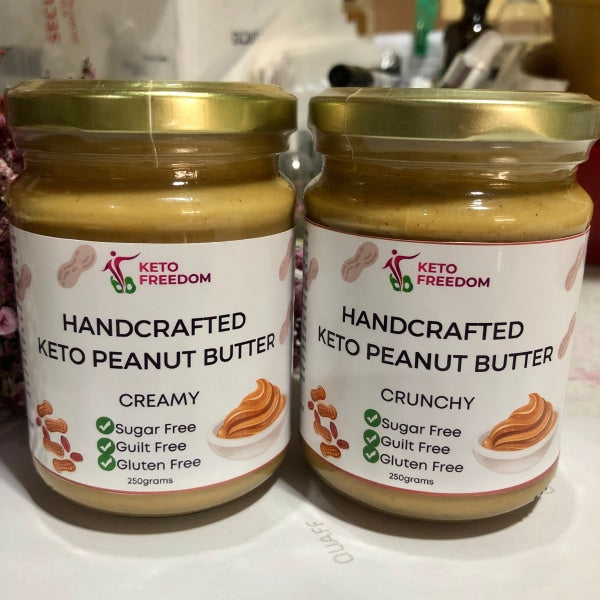 KETO
FREEDOM
HANDCRAFTED
KETO PEANUT BUTTER
CREAMY
Sugar Free
Guilt Free
Gluten Free
250grams
KETO
FREEDOM
HANDCRAFTED
KETO PEANUT BUTTER
CRUNCHY
Sugar Free
Guilt Free
Gluten Free
250grams
QUAFF